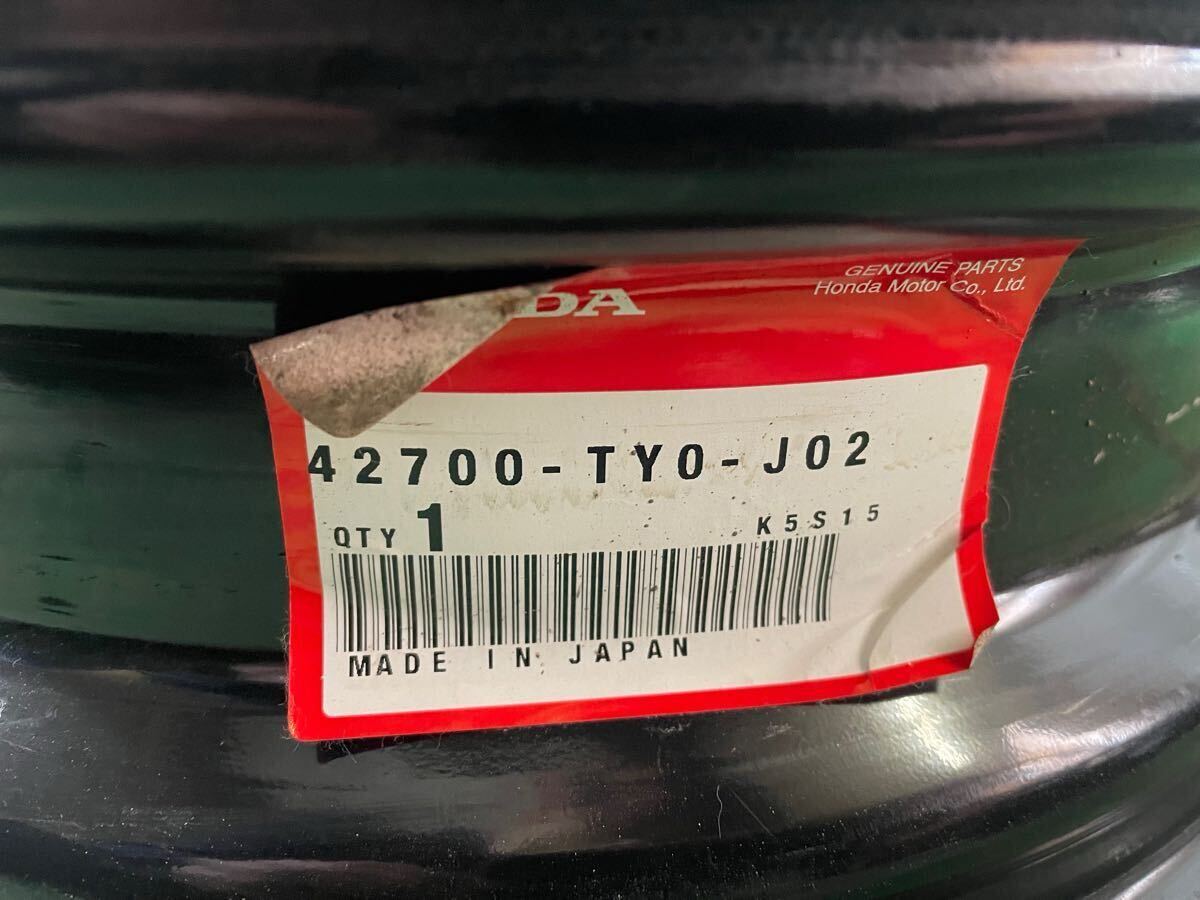 DA
GENUINE PARTS
Honda Motor Co., Ltd.
42700-TY0-J02
QTY 1
K5S15
MADE IN JAPAN